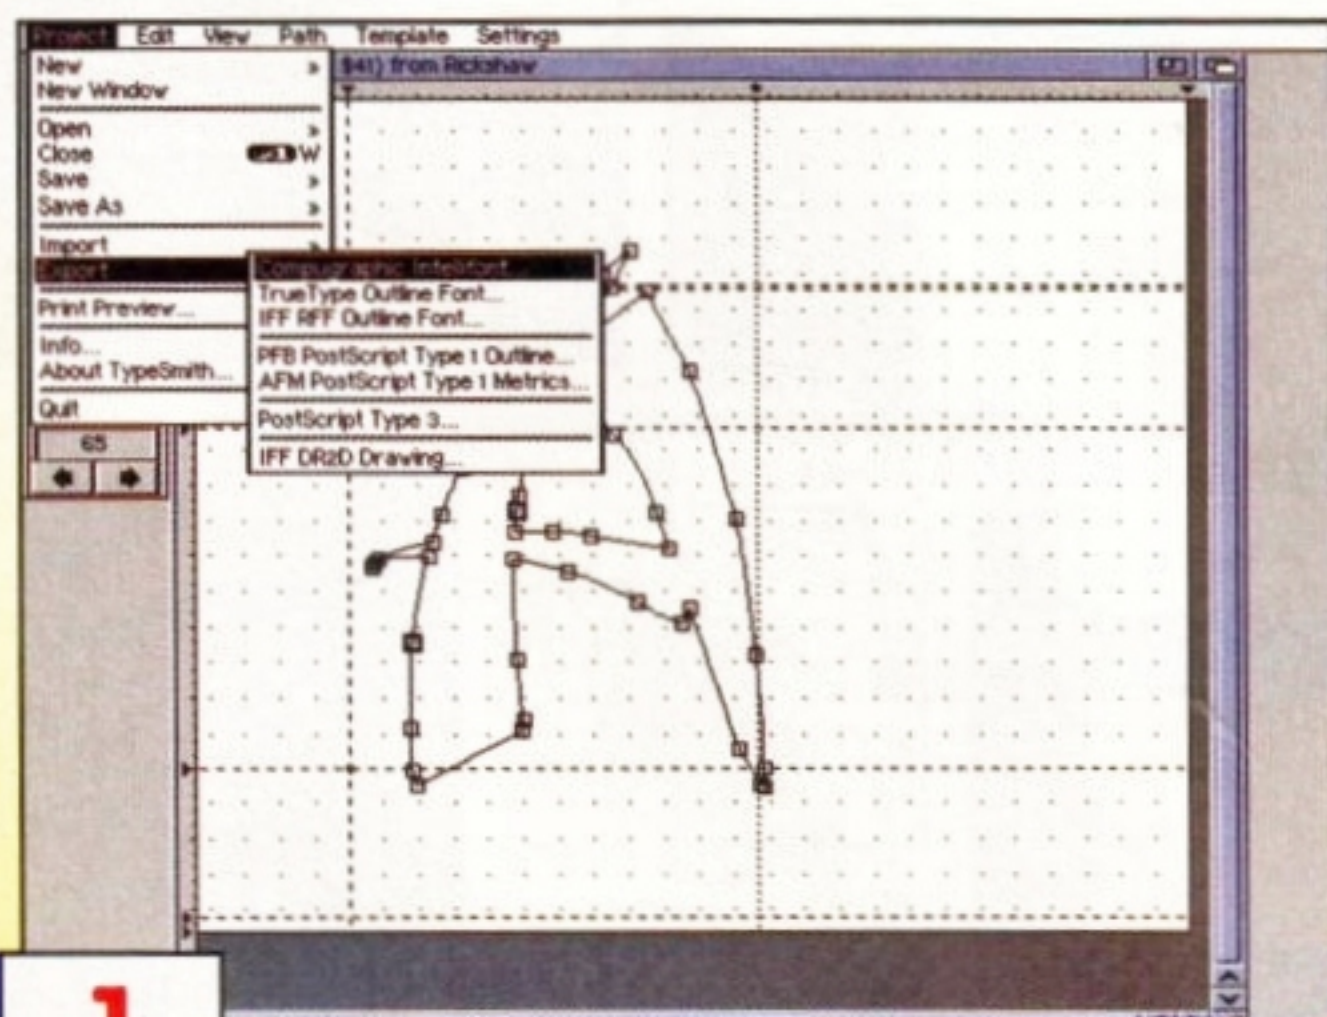 Project Edit View Path Template Settings
$41) from Rickshaw
New »
New Window
Open »
Close W
Save »
Save As »
Import »
Export
Compugraphic Intellifont...
TrueType Outline Font...
IFF RFF Outline Font...
PFB PostScript Type 1 Outline...
AFM PostScript Type 1 Metrics...
PostScript Type 3...
IFF DR2D Drawing...
Print Preview...
Info...
About TypeSmith...
Quit
65
1